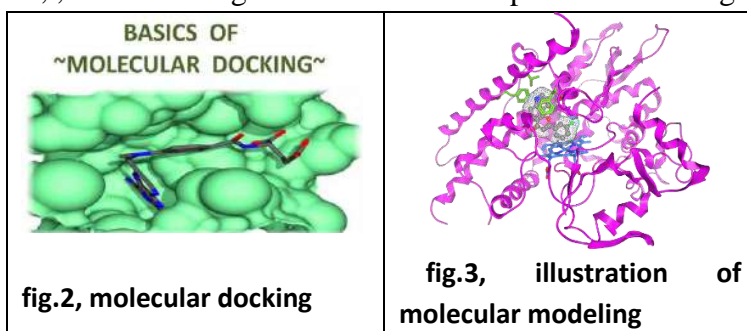 BASICS OF
~MOLECULAR DOCKING~
fig.2, molecular docking
fig.3, illustration of
molecular modeling